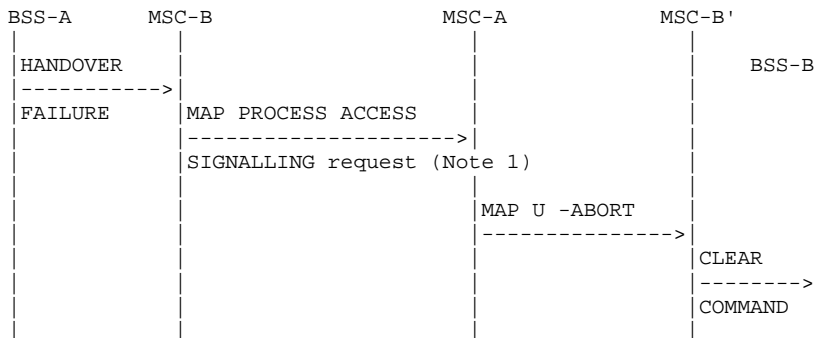 BSS-A MSC-B MSC-A MSC-B'
HANDOVER BSS-B
FAILURE MAP PROCESS ACCESS
SIGNALLING request (Note 1)
MAP U -ABORT
CLEAR
COMMAND